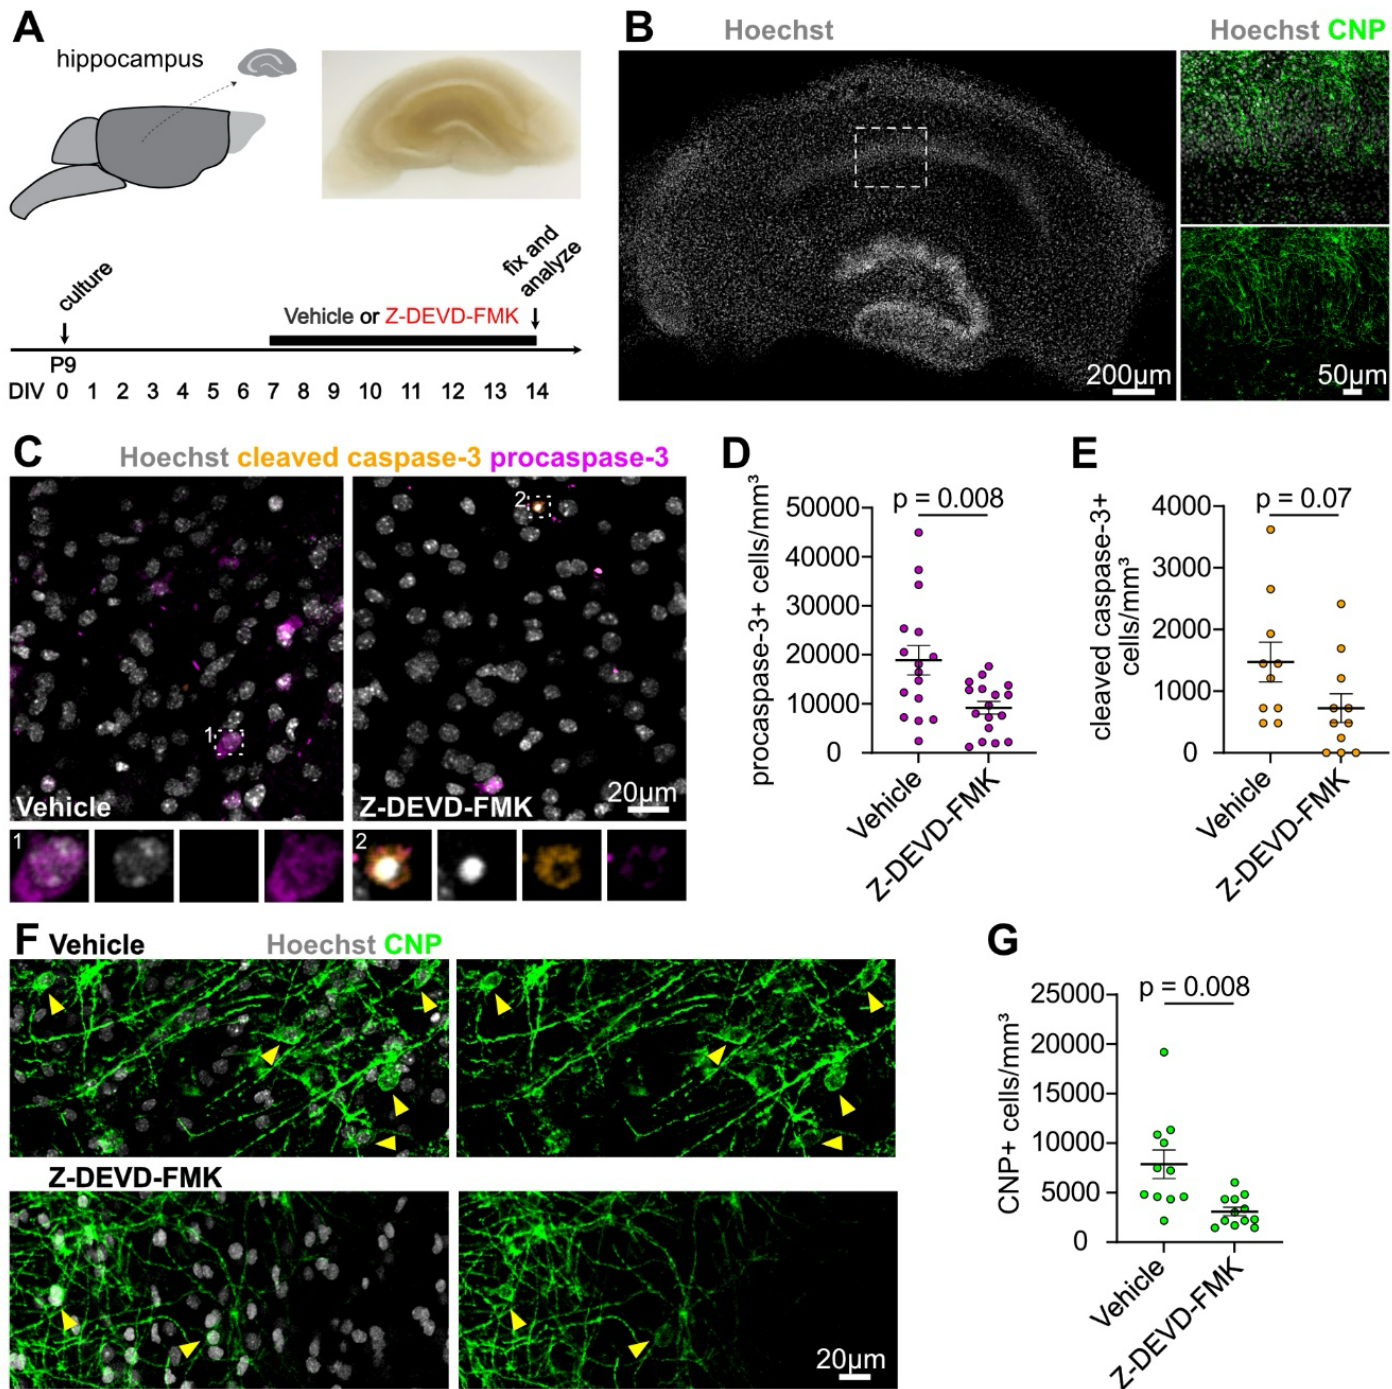 A
hippocampus
culture
fix and
analyze
Vehicle or Z-DEVD-FMK
P9
DIV 0 1 2 3 4 5 6 7 8 9 10 11 12 13 14
B
Hoechst
Hoechst CNP
200µm
50µm
C
Hoechst cleaved caspase-3 procaspase-3
1
2
Vehicle
Z-DEVD-FMK
20µm
1
2
D
procaspase-3+ cells/mm³
p = 0.008
50000
40000
30000
20000
10000
0
Vehicle
Z-DEVD-FMK
E
cleaved caspase-3+
cells/mm³
p = 0.07
4000
3000
2000
1000
0
Vehicle
Z-DEVD-FMK
F
Vehicle
Hoechst CNP
Z-DEVD-FMK
20µm
G
CNP+ cells/mm³
p = 0.008
25000
20000
15000
10000
5000
0
Vehicle
Z-DEVD-FMK